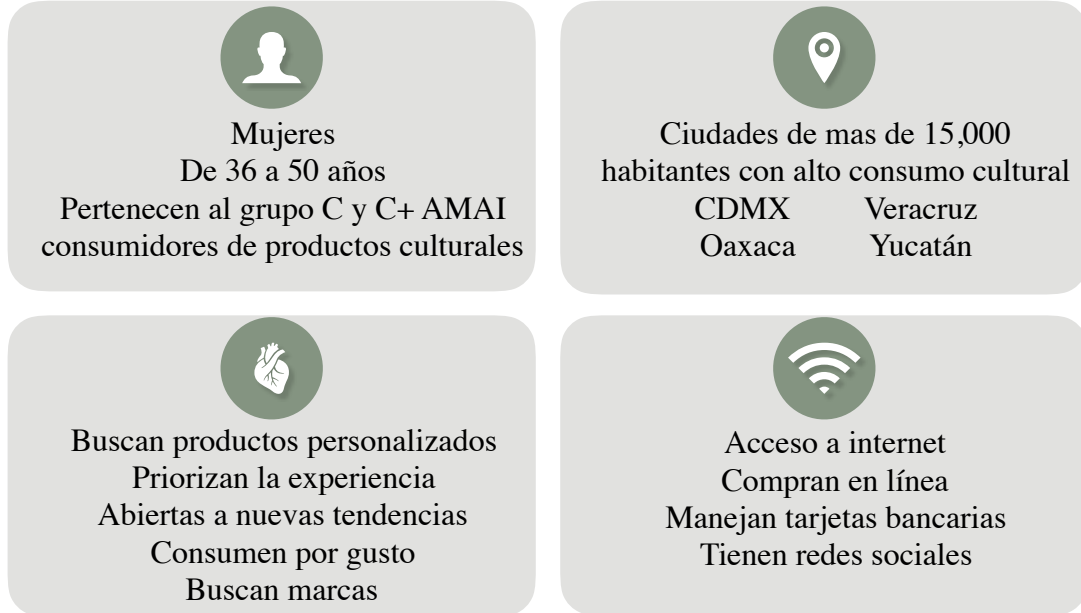 Mujeres
De 36 a 50 años
Pertenecen al grupo C y C+ AMAI
consumidores de productos culturales
Ciudades de mas de 15,000
habitantes con alto consumo cultural
CDMX Veracruz
Oaxaca Yucatán
Buscan productos personalizados
Priorizan la experiencia
Abiertas a nuevas tendencias
Consumen por gusto
Buscan marcas
Acceso a internet
Compran en línea
Manejan tarjetas bancarias
Tienen redes sociales